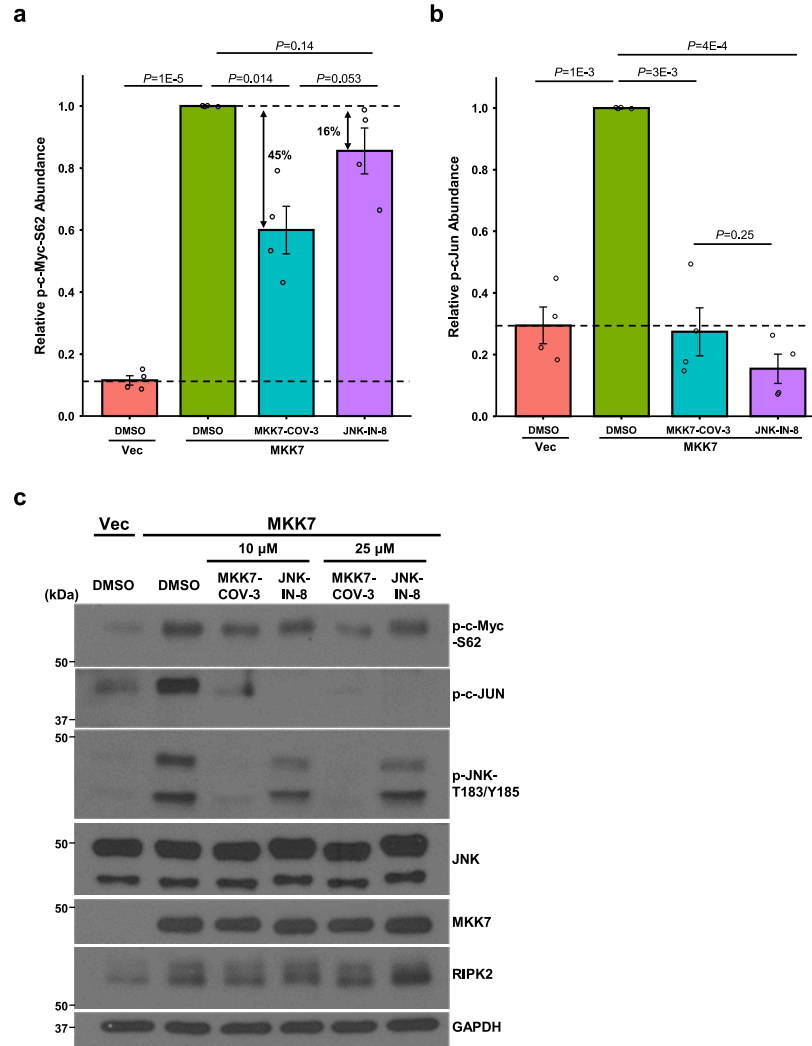 a
P=0.14
P=1E-5 P=0.014 P=0.053
1.0
0.8
0.6
0.4
0.2
0.0
Relative p-c-Myc-S62 Abundance
45%
16%
DMSO DMSO MKK7-COV-3 JNK-IN-8
Vec MKK7
b
P=4E-4
P=1E-3 P=3E-3
P=0.25
1.0
0.8
0.6
0.4
0.2
0.0
Relative p-cJun Abundance
DMSO DMSO MKK7-COV-3 JNK-IN-8
Vec MKK7
c
Vec MKK7
10 µM 25 µM
(kDa) DMSO DMSO MKK7-COV-3 JNK-IN-8 MKK7-COV-3 JNK-IN-8
p-c-Myc
-S62
50
p-c-JUN
37
50
p-JNK-
T183/Y185
50
JNK
50
MKK7
RIPK2
50
37
GAPDH